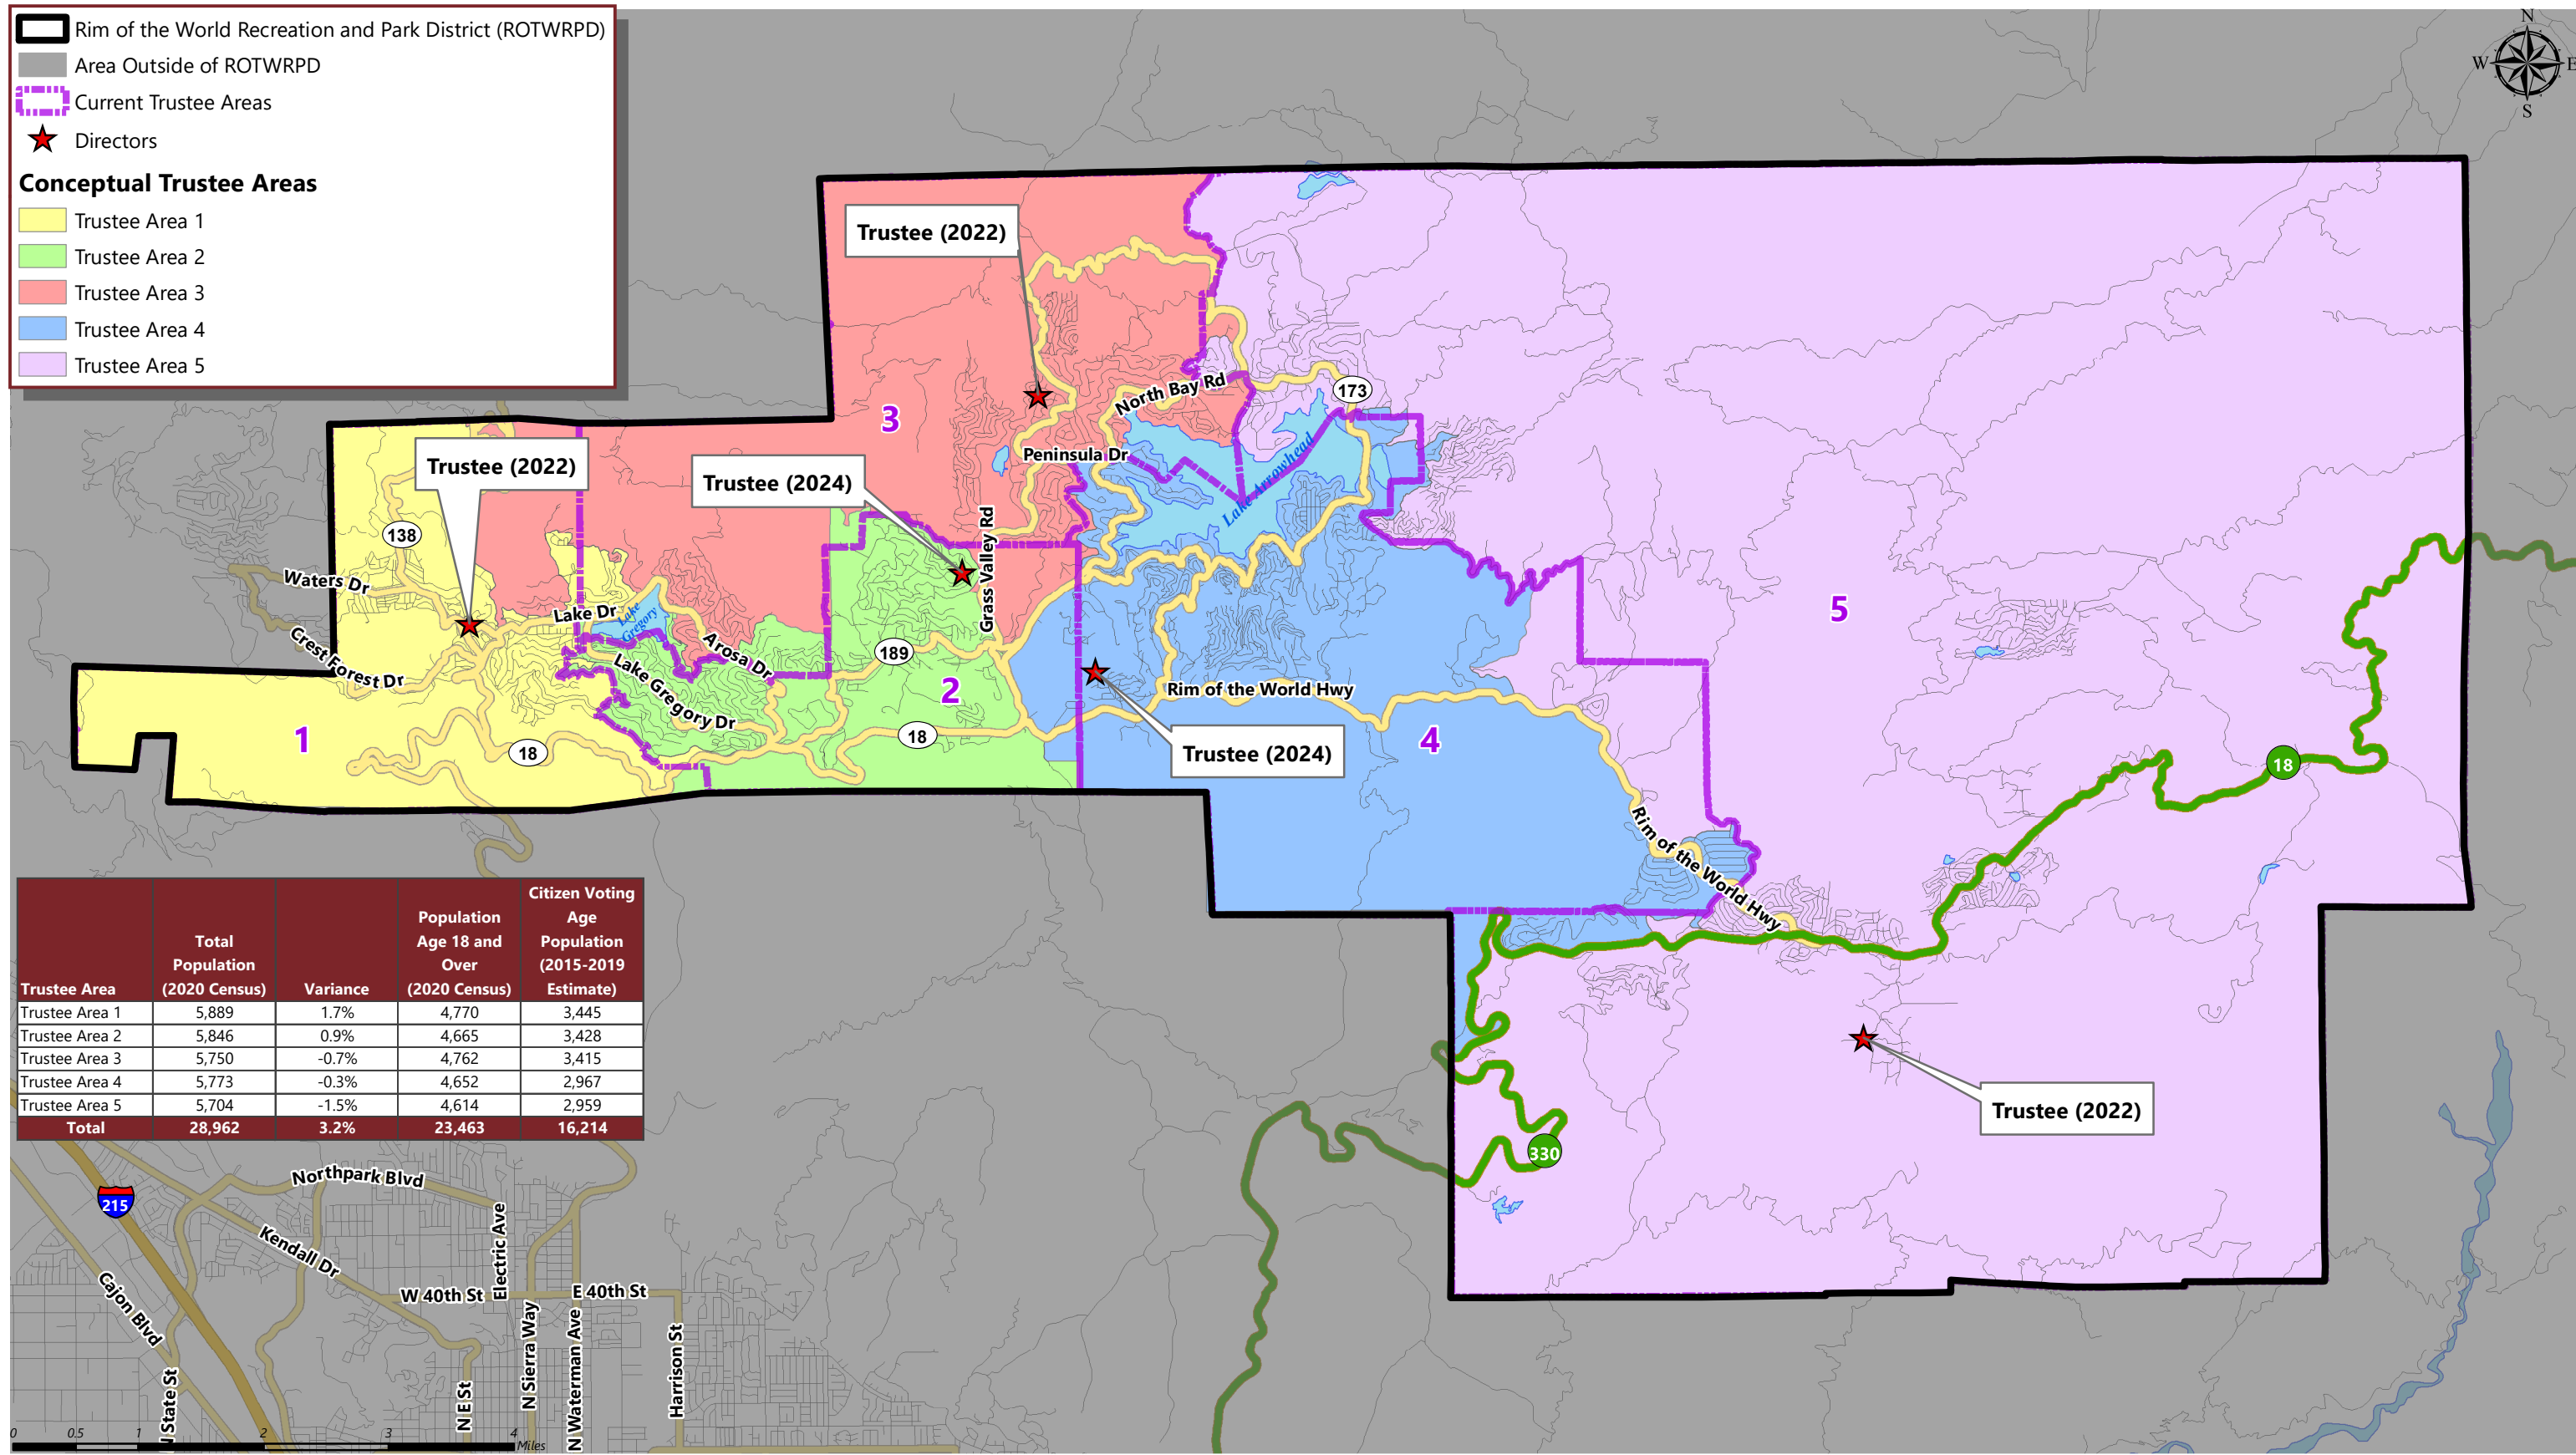 Rim of the World Recreation and Park District (ROTWRPD)
Area Outside of ROTWRPD
Current Trustee Areas
Directors
Conceptual Trustee Areas
Trustee Area 1
Trustee Area 2
Trustee Area 3
Trustee Area 4
Trustee Area 5
N
W E
S
Trustee (2022)
173
North Bay Rd
3
Peninsula Dr
Trustee (2022)
Trustee (2024)
Lake Arrowhead
138
Grass Valley Rd
Waters Dr
Lake Dr
Lake
Gregory
5
Crest Forest Dr
Arosa Dr
189
Lake Gregory Dr
2
Rim of the World Hwy
1
18
18
Trustee (2024)
4
18
Rim of the World Hwy
Trustee Area Total Population (2020 Census) Variance Population Age 18 and Over (2020 Census) Citizen Voting Age Population (2015-2019 Estimate)
Trustee Area 1 5,889 1.7% 4,770 3,445
Trustee Area 2 5,846 0.9% 4,665 3,428
Trustee Area 3 5,750 -0.7% 4,762 3,415
Trustee Area 4 5,773 -0.3% 4,652 2,967
Trustee Area 5 5,704 -1.5% 4,614 2,959
Total 28,962 3.2% 23,463 16,214
Trustee (2022)
330
Northpark Blvd
215
Electric Ave
Kendall Dr
Cajon Blvd
W 40th St
E 40th St
N Sierra Way
N Waterman Ave
Harrison St
N State St
N E St
0 0.5 1 2 3 4
Miles